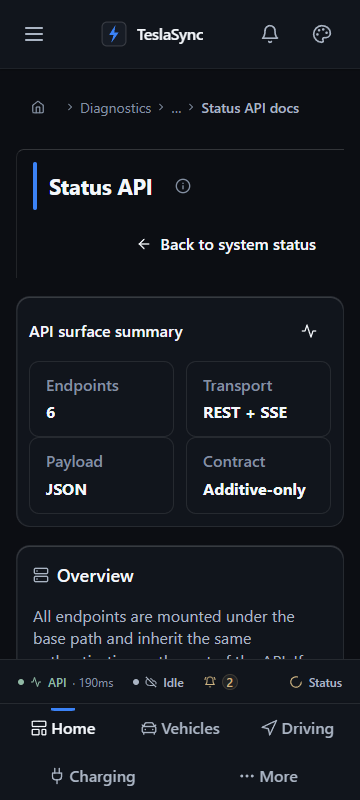 TeslaSync
Diagnostics > ... > Status API docs
Status API
← Back to system status
API surface summary
Endpoints
6
Transport
REST + SSE
Payload
JSON
Contract
Additive-only
Overview
All endpoints are mounted under the
base path and inherit the same
API · 190ms
Idle
2
Status
Home
Vehicles
Driving
Charging
More